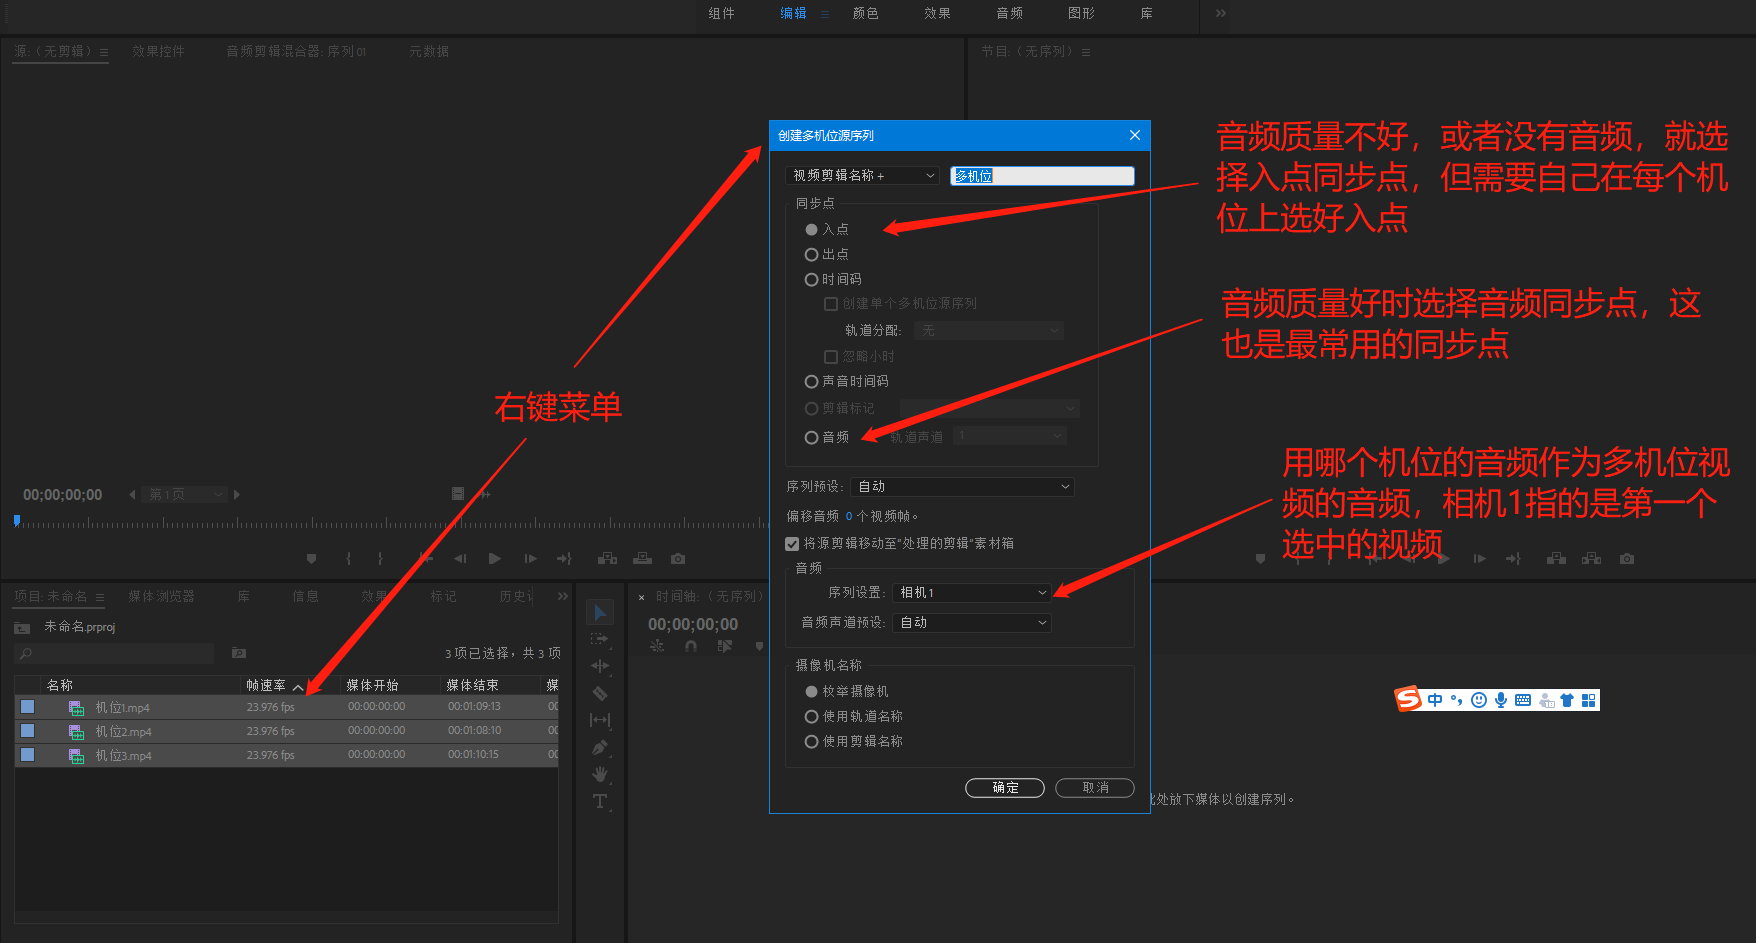 组件 编辑 颜色 效果 音频 图形 库
源:（无剪辑） 效果控件 音频剪辑混合器: 序列 01 元数据
节目:（无序列）
创建多机位源序列
视频剪辑名称 + 多机位
同步点
入点
出点
时间码
创建单个多机位源序列
轨道分配: 无
忽略小时
声音时间码
剪辑标记
音频 轨道声道 1
序列预设: 自动
偏移音频 0 个视频帧。
将源剪辑移动至“处理的剪辑”素材箱
音频
序列设置: 相机 1
音频声道预设: 自动
摄像机名称
枚举摄像机
使用轨道名称
使用剪辑名称
确定 取消
音频质量不好，或者没有音频，就选
择入点同步点，但需要自己在每个机
位上选好入点
音频质量好时选择音频同步点，这
也是最常用的同步点
用哪个机位的音频作为多机位视
频的音频，相机1指的是第一个
选中的视频
右键菜单
00;00;00;00 第 1 页
项目: 未命名 媒体浏览器 库 信息 效果 标记
未命名.prproj
3 项已选择，共 3 项
名称 帧速率 媒体开始 媒体结束 媒
机位1.mp4 23.976 fps 00:00:00:00 00:01:09:13 00
机位2.mp4 23.976 fps 00:00:00:00 00:01:08:10 00
机位3.mp4 23.976 fps 00:00:00:00 00:01:10:15 00
× 时间轴:（无序列）
00;00;00;00
此处放下媒体以创建序列。
中